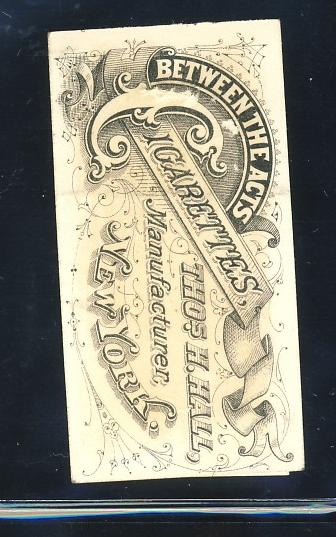 BETWEEN THE ACTS
CIGARETTES.
THOS H. HALL,
Manufacturer.
NEW YORK.